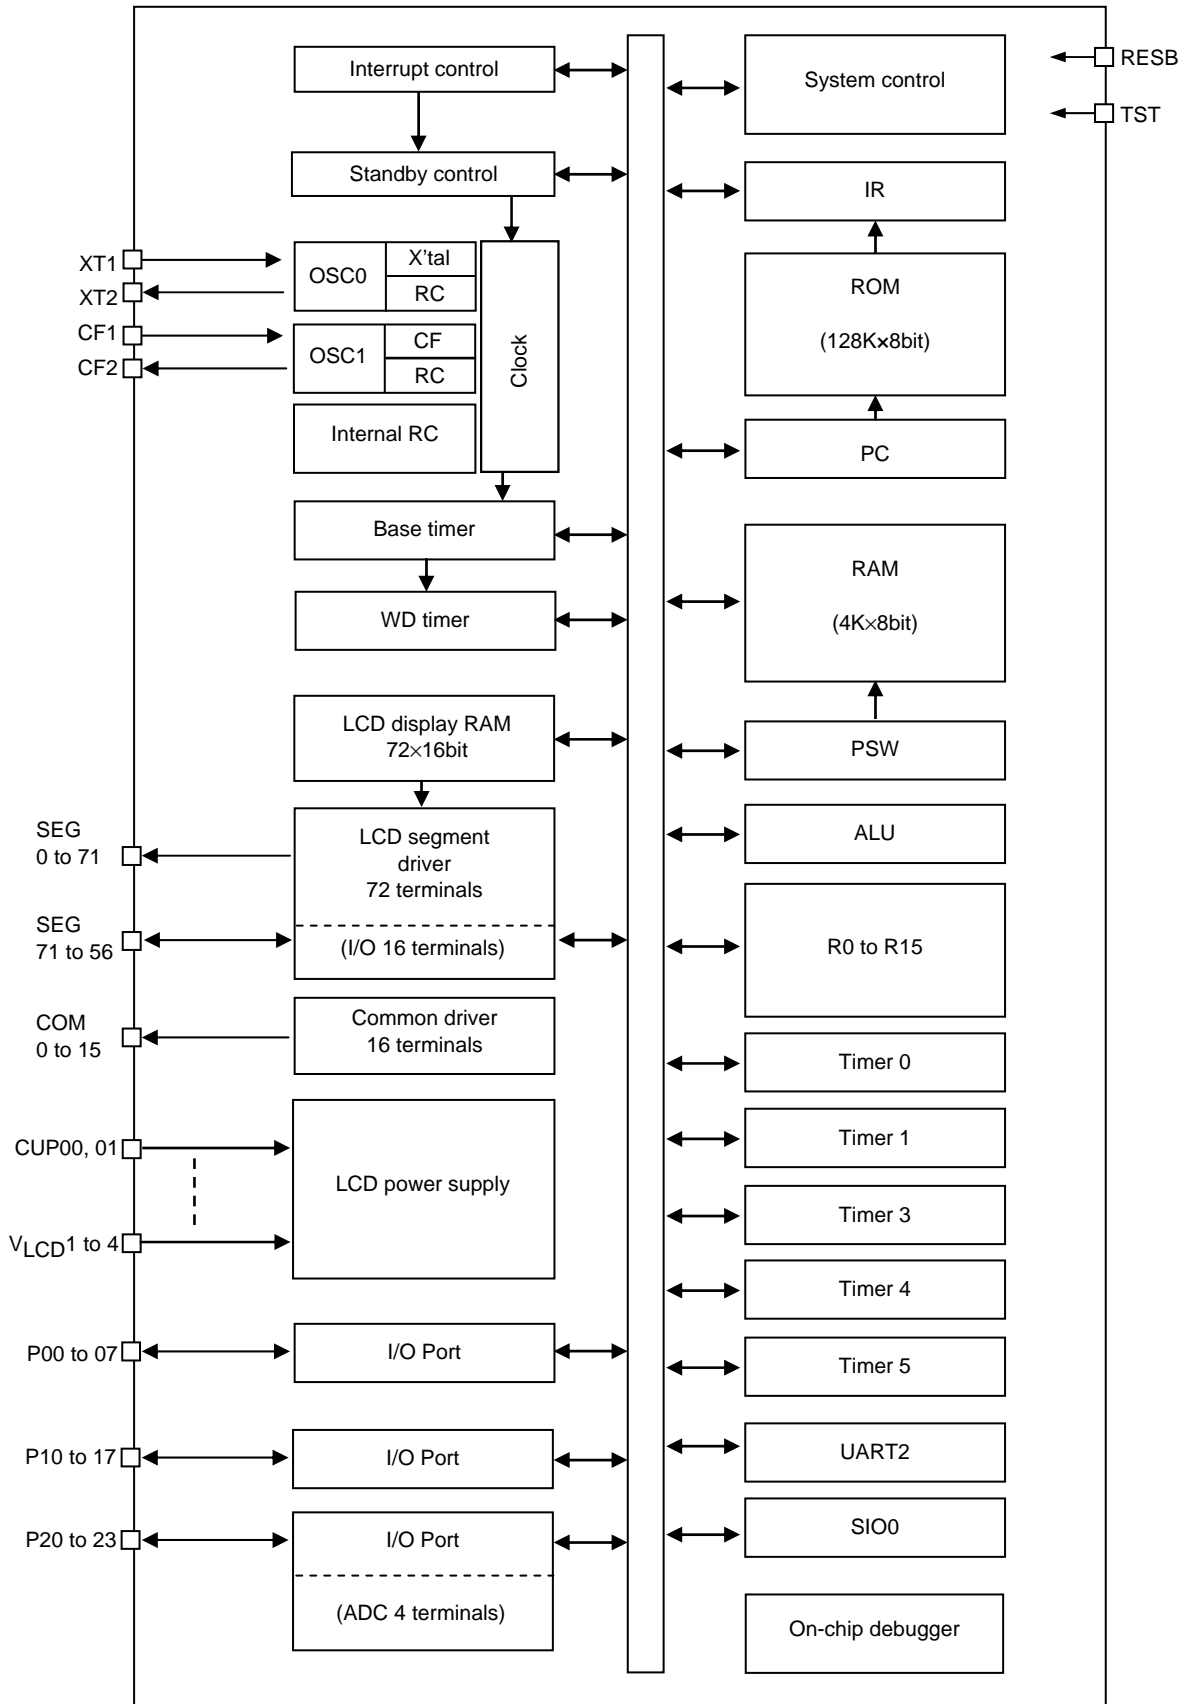 Interrupt control
Standby control
XT1
XT2
CF1
CF2
OSC0
X'tal
RC
OSC1
CF
RC
Internal RC
Clock
Base timer
WD timer
LCD display RAM
72×16bit
SEG
0 to 71
LCD segment
driver
72 terminals
SEG
71 to 56
(I/O 16 terminals)
COM
0 to 15
Common driver
16 terminals
CUP00, 01
LCD power supply
VLCD1 to 4
P00 to 07
I/O Port
P10 to 17
I/O Port
P20 to 23
I/O Port
(ADC 4 terminals)
System control
RESB
TST
IR
ROM
(128K×8bit)
PC
RAM
(4K×8bit)
PSW
ALU
R0 to R15
Timer 0
Timer 1
Timer 3
Timer 4
Timer 5
UART2
SIO0
On-chip debugger